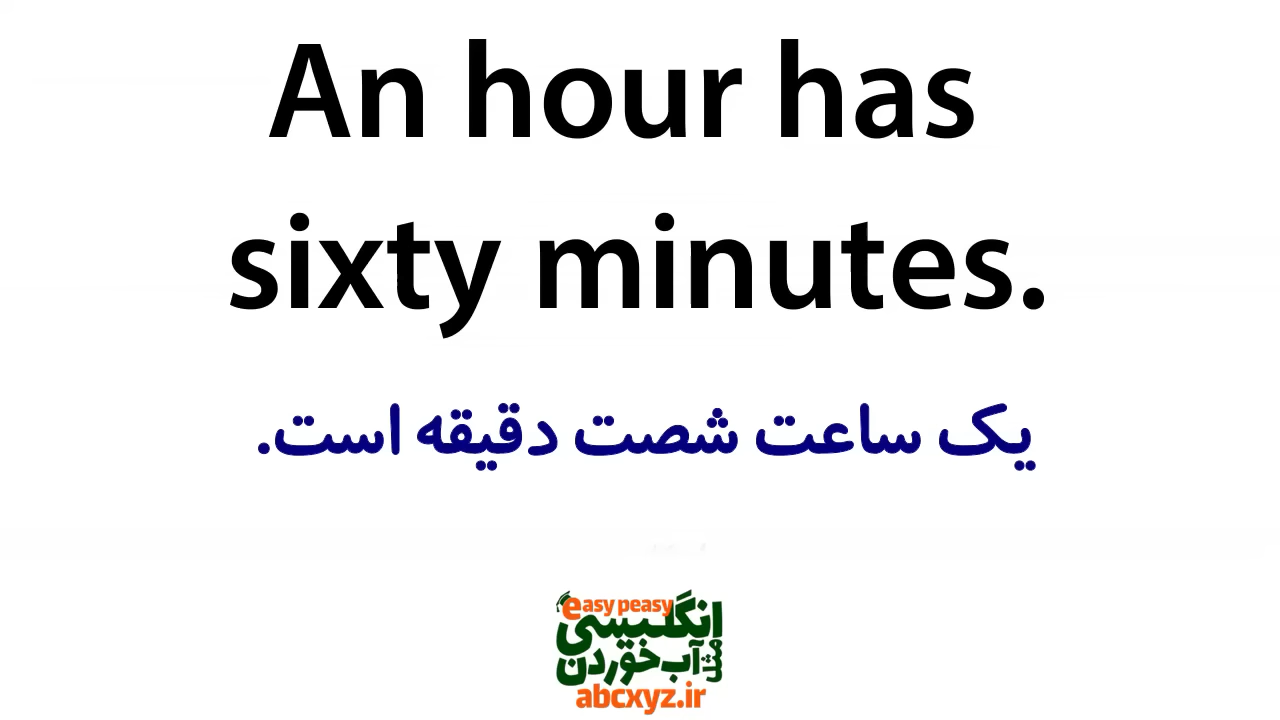 An hour has
sixty minutes.
یک ساعت شصت دقیقه است.
easy peasy
انگلیسی
مثل آب خوردن
abcxyz.ir